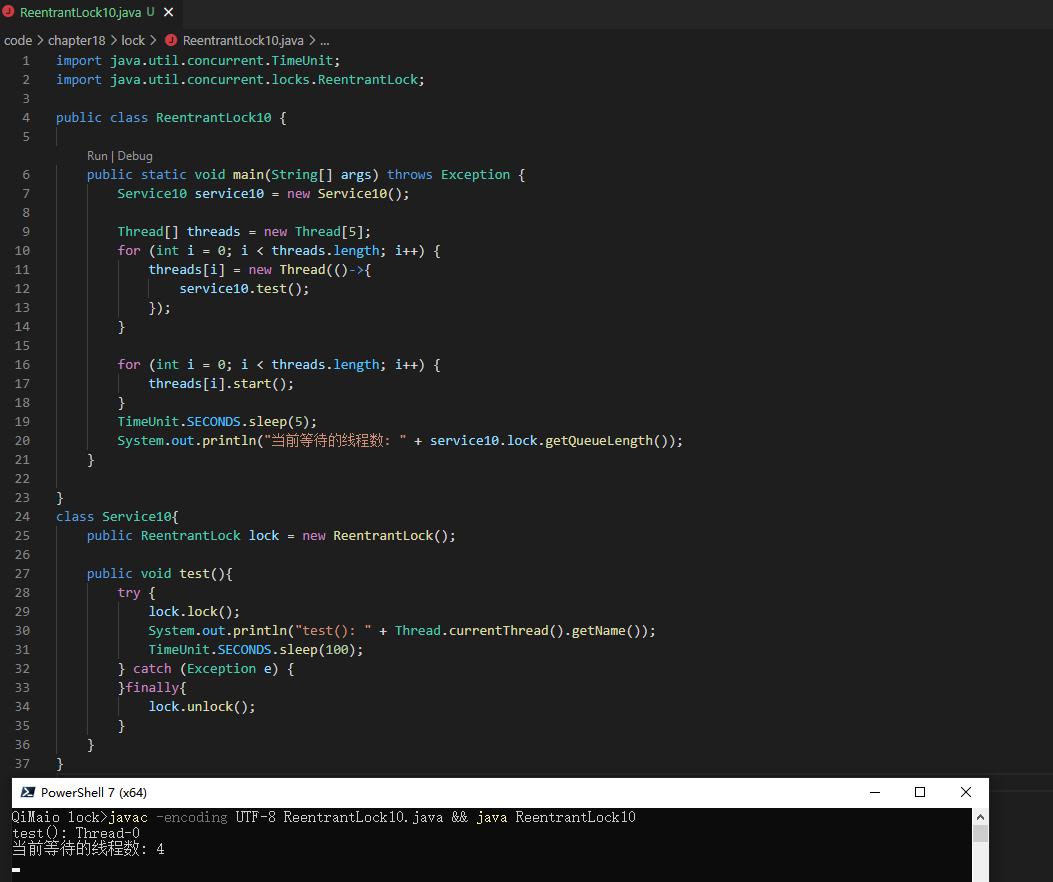 ReentrantLock10.java U ×
code > chapter18 > lock > ReentrantLock10.java > ...
1 import java.util.concurrent.TimeUnit;
2 import java.util.concurrent.locks.ReentrantLock;
3
4 public class ReentrantLock10 {
5
Run | Debug
6 public static void main(String[] args) throws Exception {
7 Service10 service10 = new Service10();
8
9 Thread[] threads = new Thread[5];
10 for (int i = 0; i < threads.length; i++) {
11 threads[i] = new Thread(()->{
12 service10.test();
13 });
14 }
15
16 for (int i = 0; i < threads.length; i++) {
17 threads[i].start();
18 }
19 TimeUnit.SECONDS.sleep(5);
20 System.out.println("当前等待的线程数: " + service10.lock.getQueueLength());
21 }
22
23 }
24 class Service10{
25 public ReentrantLock lock = new ReentrantLock();
26
27 public void test(){
28 try {
29 lock.lock();
30 System.out.println("test(): " + Thread.currentThread().getName());
31 TimeUnit.SECONDS.sleep(100);
32 } catch (Exception e) {
33 }finally{
34 lock.unlock();
35 }
36 }
37 }
PowerShell 7 (x64)
QiMaio lock>javac -encoding UTF-8 ReentrantLock10.java && java ReentrantLock10
test(): Thread-0
当前等待的线程数: 4